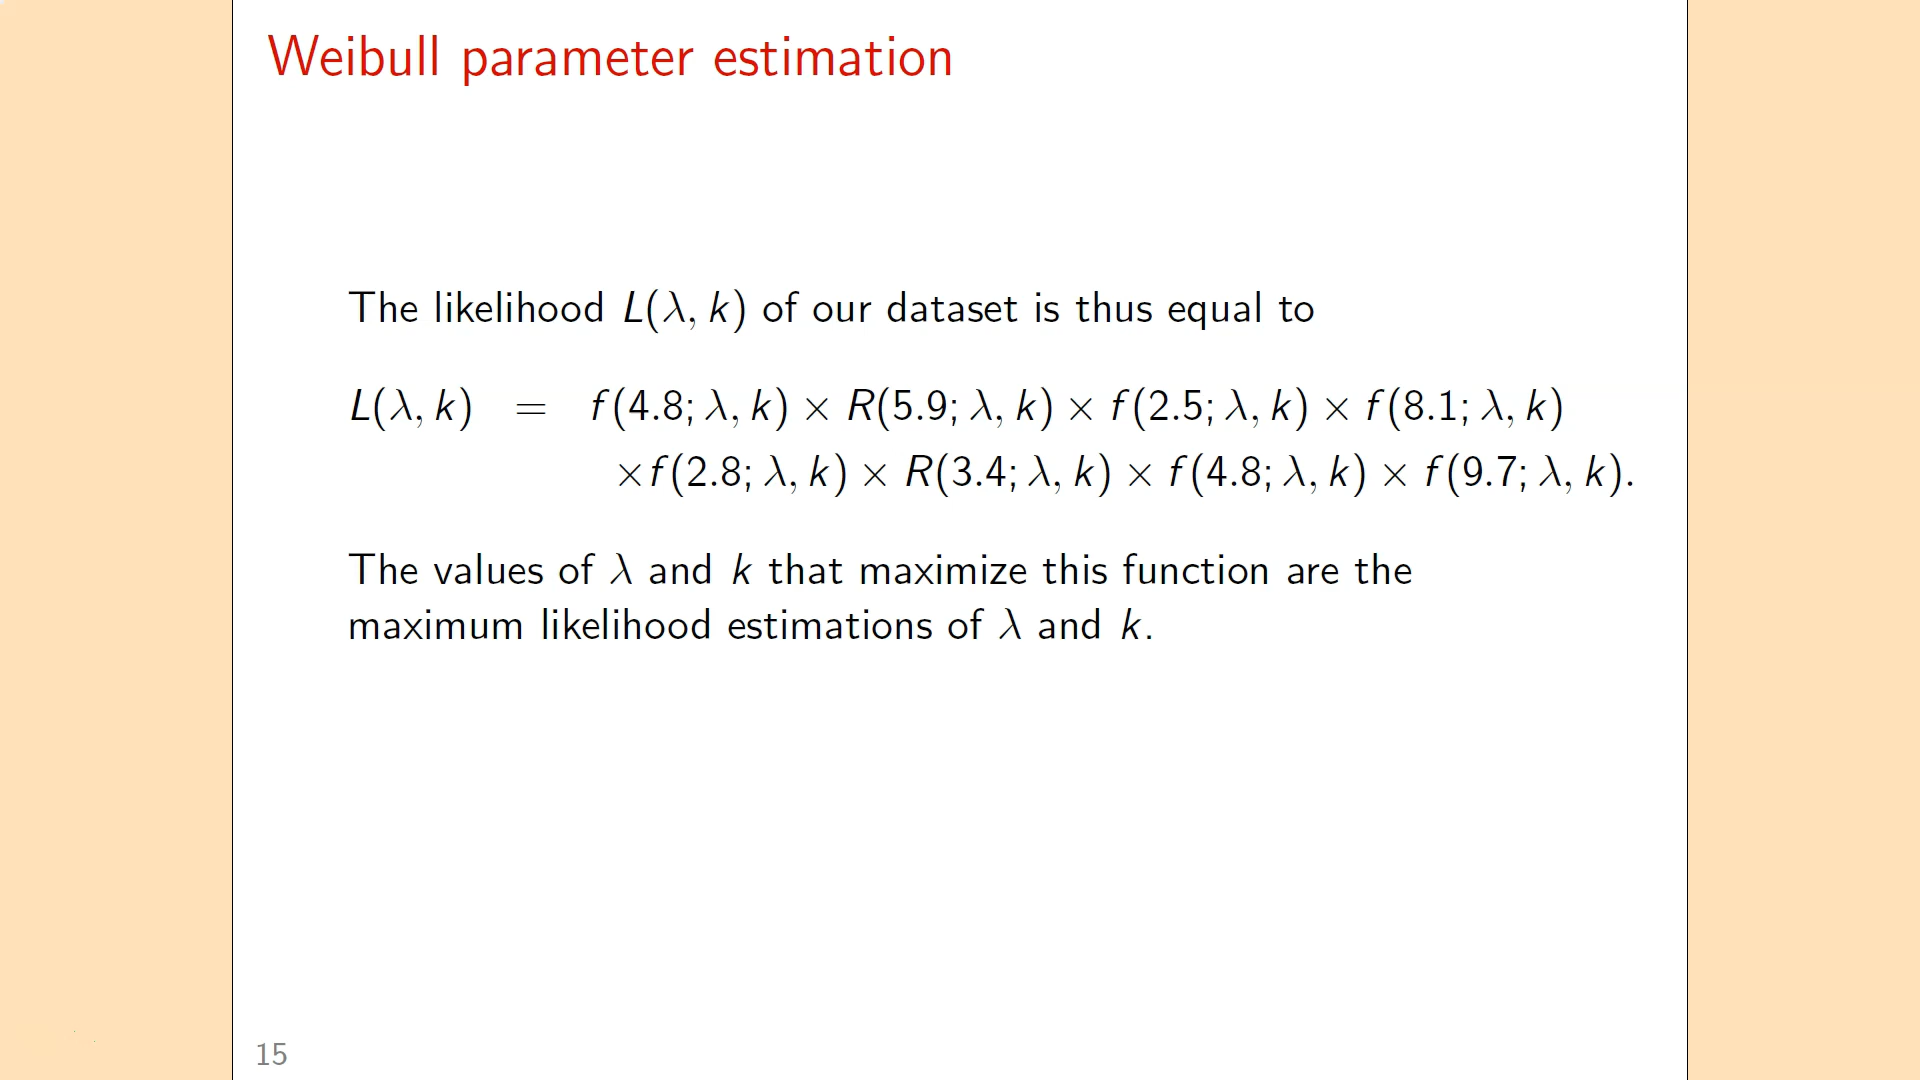 Weibull parameter estimation
The likelihood L(λ, k) of our dataset is thus equal to
L(λ, k) = f(4.8; λ, k) × R(5.9; λ, k) × f(2.5; λ, k) × f(8.1; λ, k)
×f(2.8; λ, k) × R(3.4; λ, k) × f(4.8; λ, k) × f(9.7; λ, k).
The values of λ and k that maximize this function are the
maximum likelihood estimations of λ and k.
15